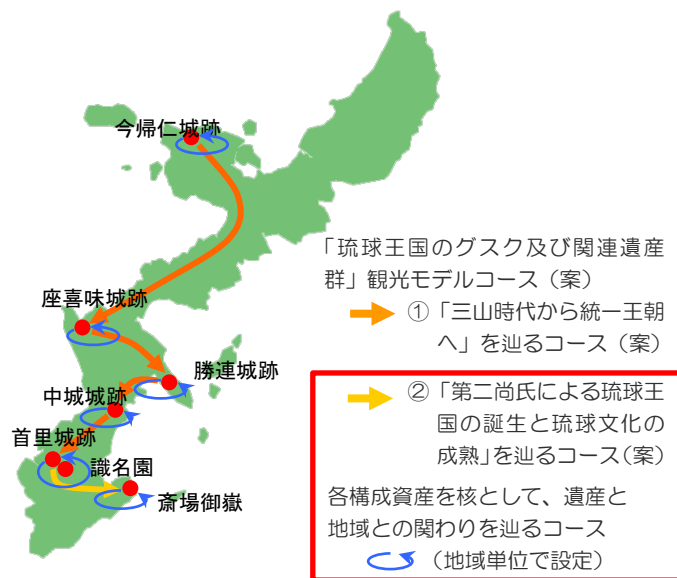 今帰仁城跡
座喜味城跡
勝連城跡
中城城跡
首里城跡
識名園
斎場御嶽
「琉球王国のグスク及び関連遺産
群」観光モデルコース（案）
①「三山時代から統一王朝
へ」を辿るコース（案）
②「第二尚氏による琉球王
国の誕生と琉球文化の
成熟」を辿るコース（案）
各構成資産を核として、遺産と
地域との関わりを辿るコース
（地域単位で設定）